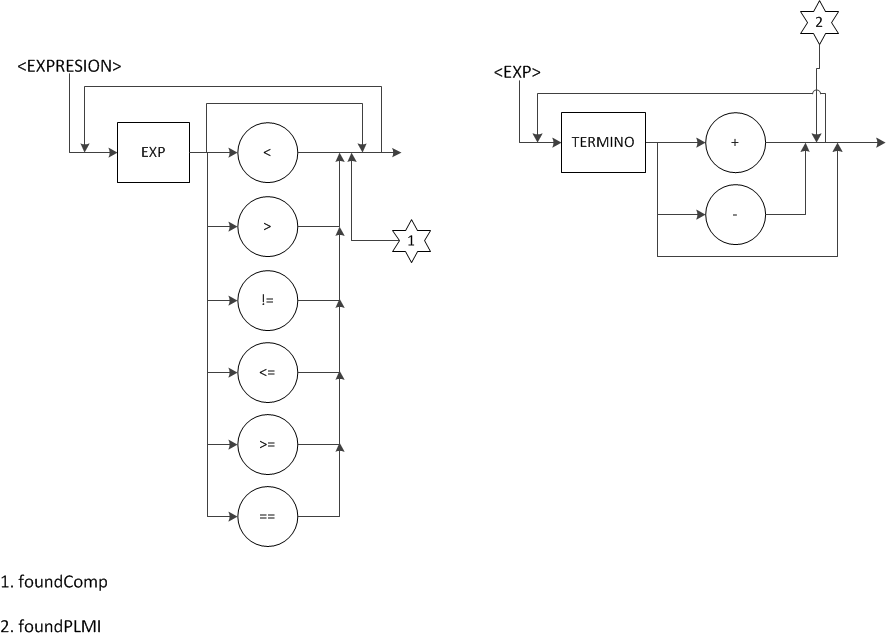 <EXPRESION>
EXP
<
>
!=
<=
>=
==
1
<EXP>
TERMINO
+
-
2
1. foundComp
2. foundPLMI